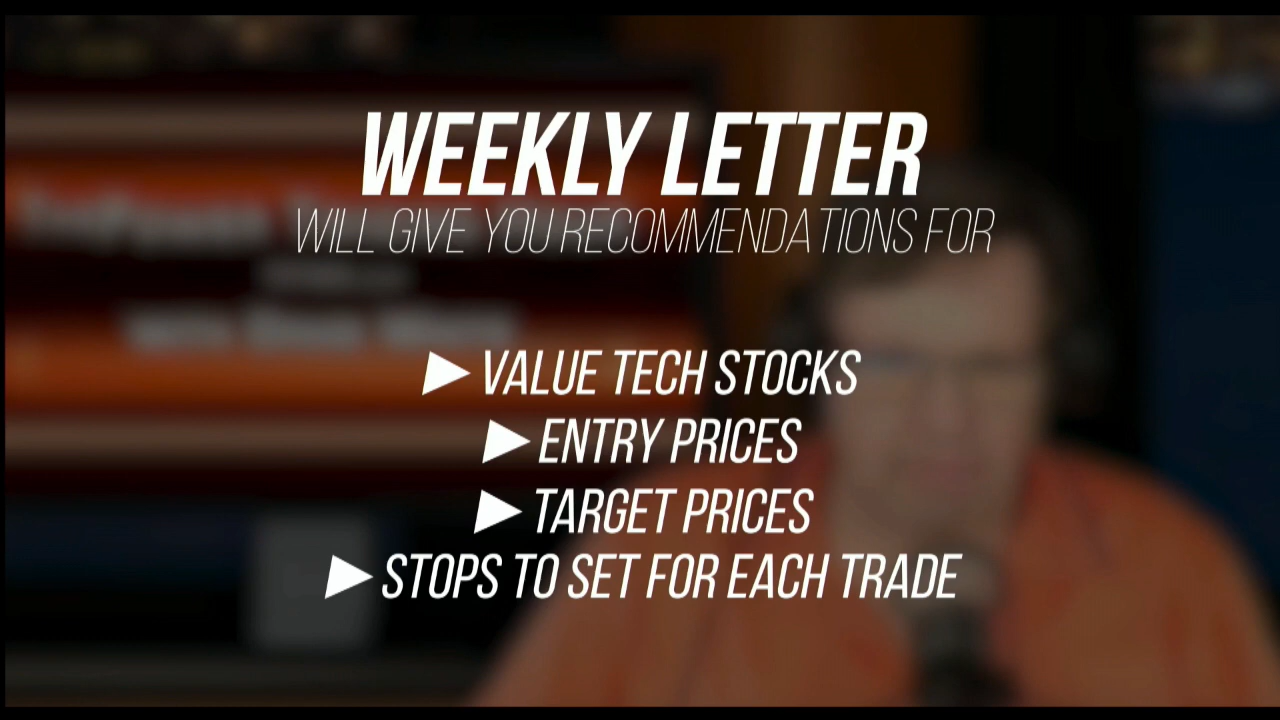 WEEKLY LETTER
WILL GIVE YOU RECOMMENDATIONS FOR
▶ VALUE TECH STOCKS
▶ ENTRY PRICES
▶ TARGET PRICES
▶ STOPS TO SET FOR EACH TRADE